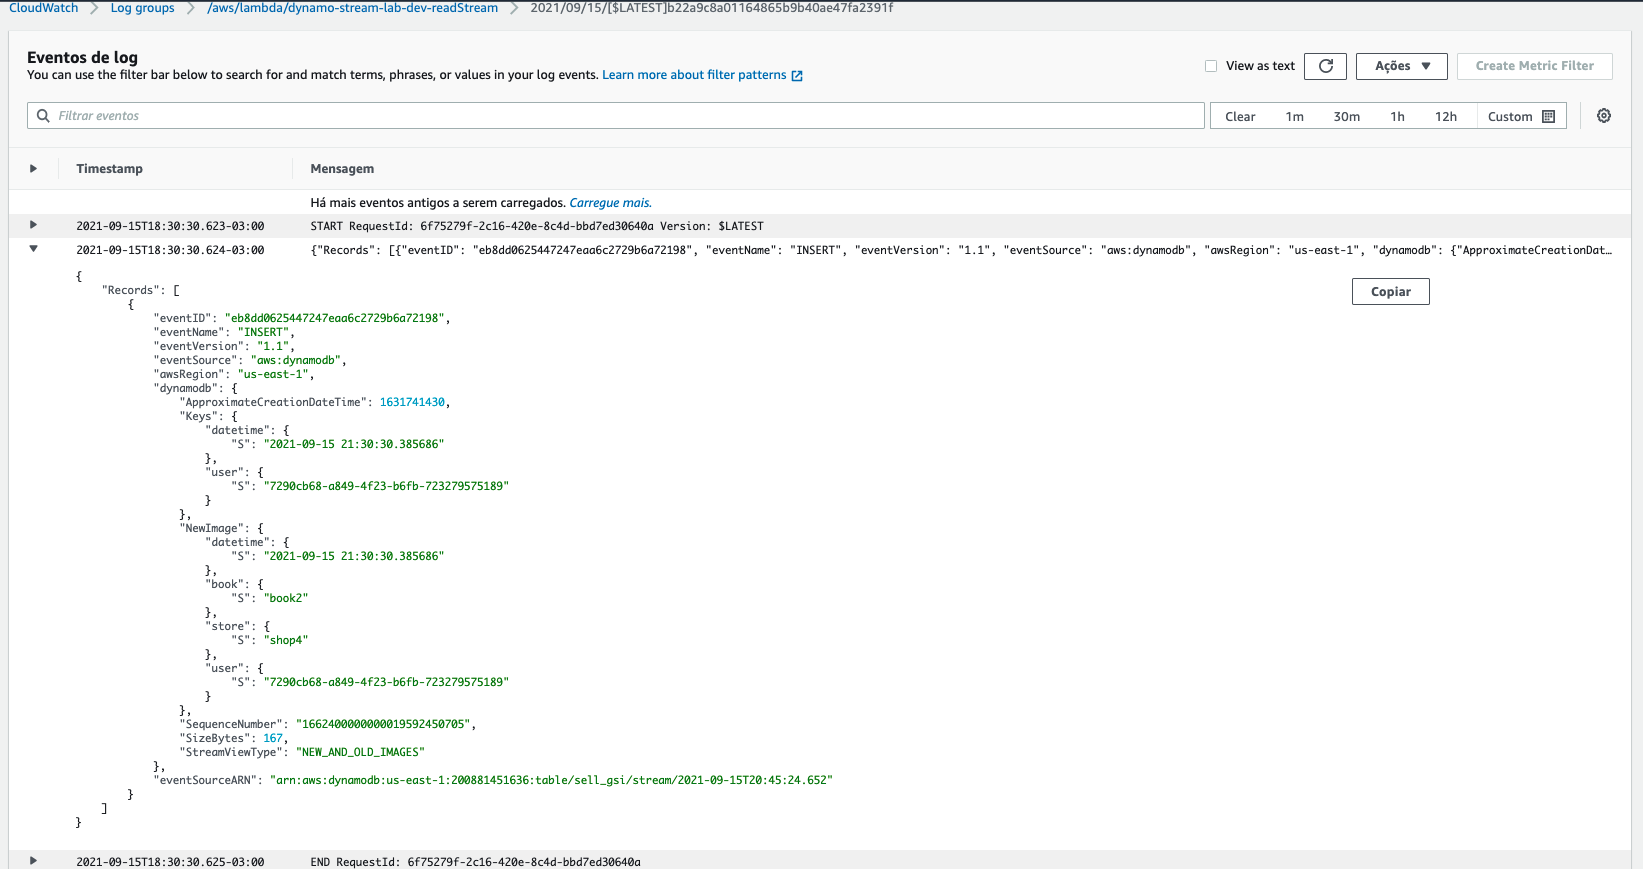 CloudWatch > Log groups > /aws/lambda/dynamo-stream-lab-dev-readStream > 2021/09/15/[$LATEST]b22a9c8a01164865b9b40ae47fa2391f
Eventos de log
You can use the filter bar below to search for and match terms, phrases, or values in your log events. Learn more about filter patterns
View as text
Ações
Create Metric Filter
Filtrar eventos
Clear 1m 30m 1h 12h Custom
Timestamp Mensagem
Há mais eventos antigos a serem carregados. Carregue mais.
2021-09-15T18:30:30.623-03:00 START RequestId: 6f75279f-2c16-420e-8c4d-bbd7ed30640a Version: $LATEST
2021-09-15T18:30:30.624-03:00 {"Records": [{"eventID": "eb8dd0625447247eaa6c2729b6a72198", "eventName": "INSERT", "eventVersion": "1.1", "eventSource": "aws:dynamodb", "awsRegion": "us-east-1", "dynamodb": {"ApproximateCreationDat…
Copiar
{
"Records": [
{
"eventID": "eb8dd0625447247eaa6c2729b6a72198",
"eventName": "INSERT",
"eventVersion": "1.1",
"eventSource": "aws:dynamodb",
"awsRegion": "us-east-1",
"dynamodb": {
"ApproximateCreationDateTime": 1631741430,
"Keys": {
"datetime": {
"S": "2021-09-15 21:30:30.385686"
},
"user": {
"S": "7290cb68-a849-4f23-b6fb-723279575189"
}
},
"NewImage": {
"datetime": {
"S": "2021-09-15 21:30:30.385686"
},
"book": {
"S": "book2"
},
"store": {
"S": "shop4"
},
"user": {
"S": "7290cb68-a849-4f23-b6fb-723279575189"
}
},
"SequenceNumber": "1662400000000019592450705",
"SizeBytes": 167,
"StreamViewType": "NEW_AND_OLD_IMAGES"
},
"eventSourceARN": "arn:aws:dynamodb:us-east-1:200881451636:table/sell_gsi/stream/2021-09-15T20:45:24.652"
}
]
}
2021-09-15T18:30:30.625-03:00 END RequestId: 6f75279f-2c16-420e-8c4d-bbd7ed30640a